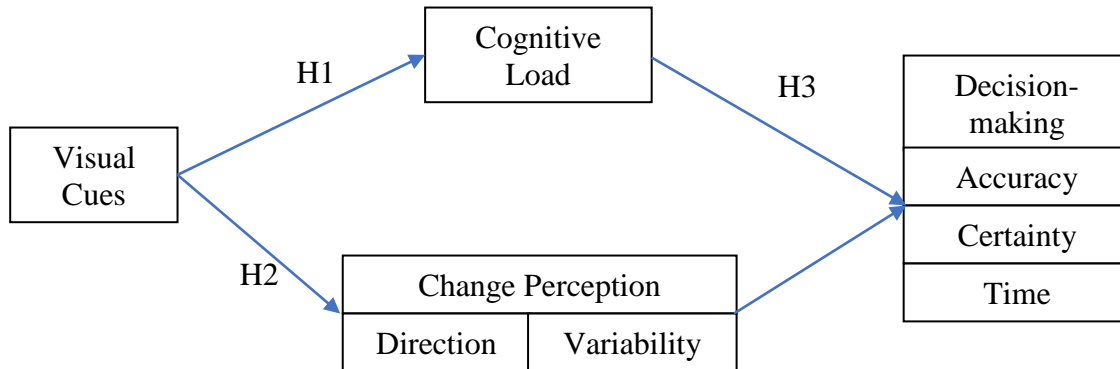 Visual
Cues
H1
H2
Cognitive
Load
Change Perception
Direction
Variability
H3
Decision-
making
Accuracy
Certainty
Time